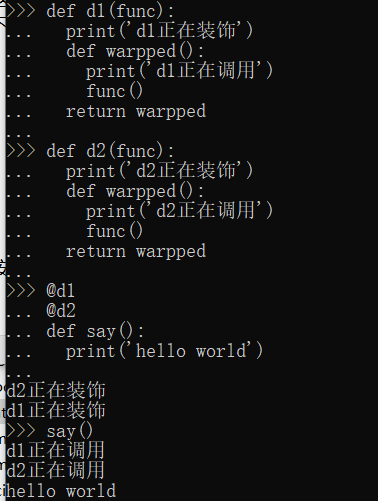 >>> def d1(func):
...   print('d1正在装饰')
...   def warpped():
...     print('d1正在调用')
...     func()
...   return warpped
...
>>> def d2(func):
...   print('d2正在装饰')
...   def warpped():
...     print('d2正在调用')
...     func()
...   return warpped
...
>>> @d1
... @d2
... def say():
...   print('hello world')
...
d2正在装饰
d1正在装饰
>>> say()
d1正在调用
d2正在调用
hello world